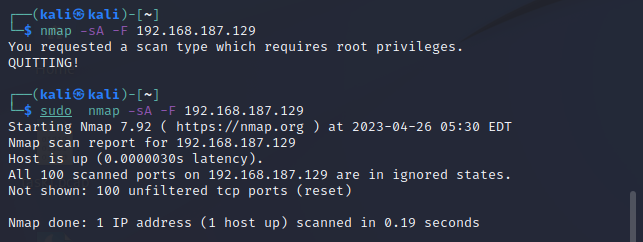 ┌──(kali㉿kali)-[~]
└─$ nmap -sA -F 192.168.187.129
You requested a scan type which requires root privileges.
QUITTING!
┌──(kali㉿kali)-[~]
└─$ sudo  nmap -sA -F 192.168.187.129
Starting Nmap 7.92 ( https://nmap.org ) at 2023-04-26 05:30 EDT
Nmap scan report for 192.168.187.129
Host is up (0.0000030s latency).
All 100 scanned ports on 192.168.187.129 are in ignored states.
Not shown: 100 unfiltered tcp ports (reset)
Nmap done: 1 IP address (1 host up) scanned in 0.19 seconds